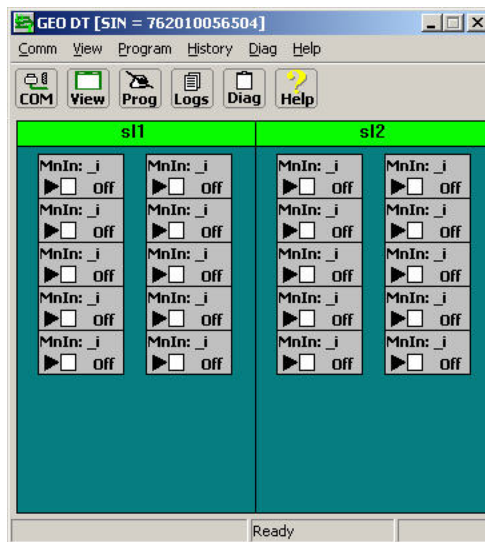 GEO DT [SIN = 762010056504]
Comm View Program History Diag Help
COM View Prog Logs Diag Help
sl1 sl2
MnIn: _i MnIn: _i MnIn: _i MnIn: _i
Off Off Off Off
MnIn: _i MnIn: _i MnIn: _i MnIn: _i
Off Off Off Off
MnIn: _i MnIn: _i MnIn: _i MnIn: _i
Off Off Off Off
MnIn: _i MnIn: _i MnIn: _i MnIn: _i
Off Off Off Off
MnIn: _i MnIn: _i MnIn: _i MnIn: _i
Off Off Off Off
Ready